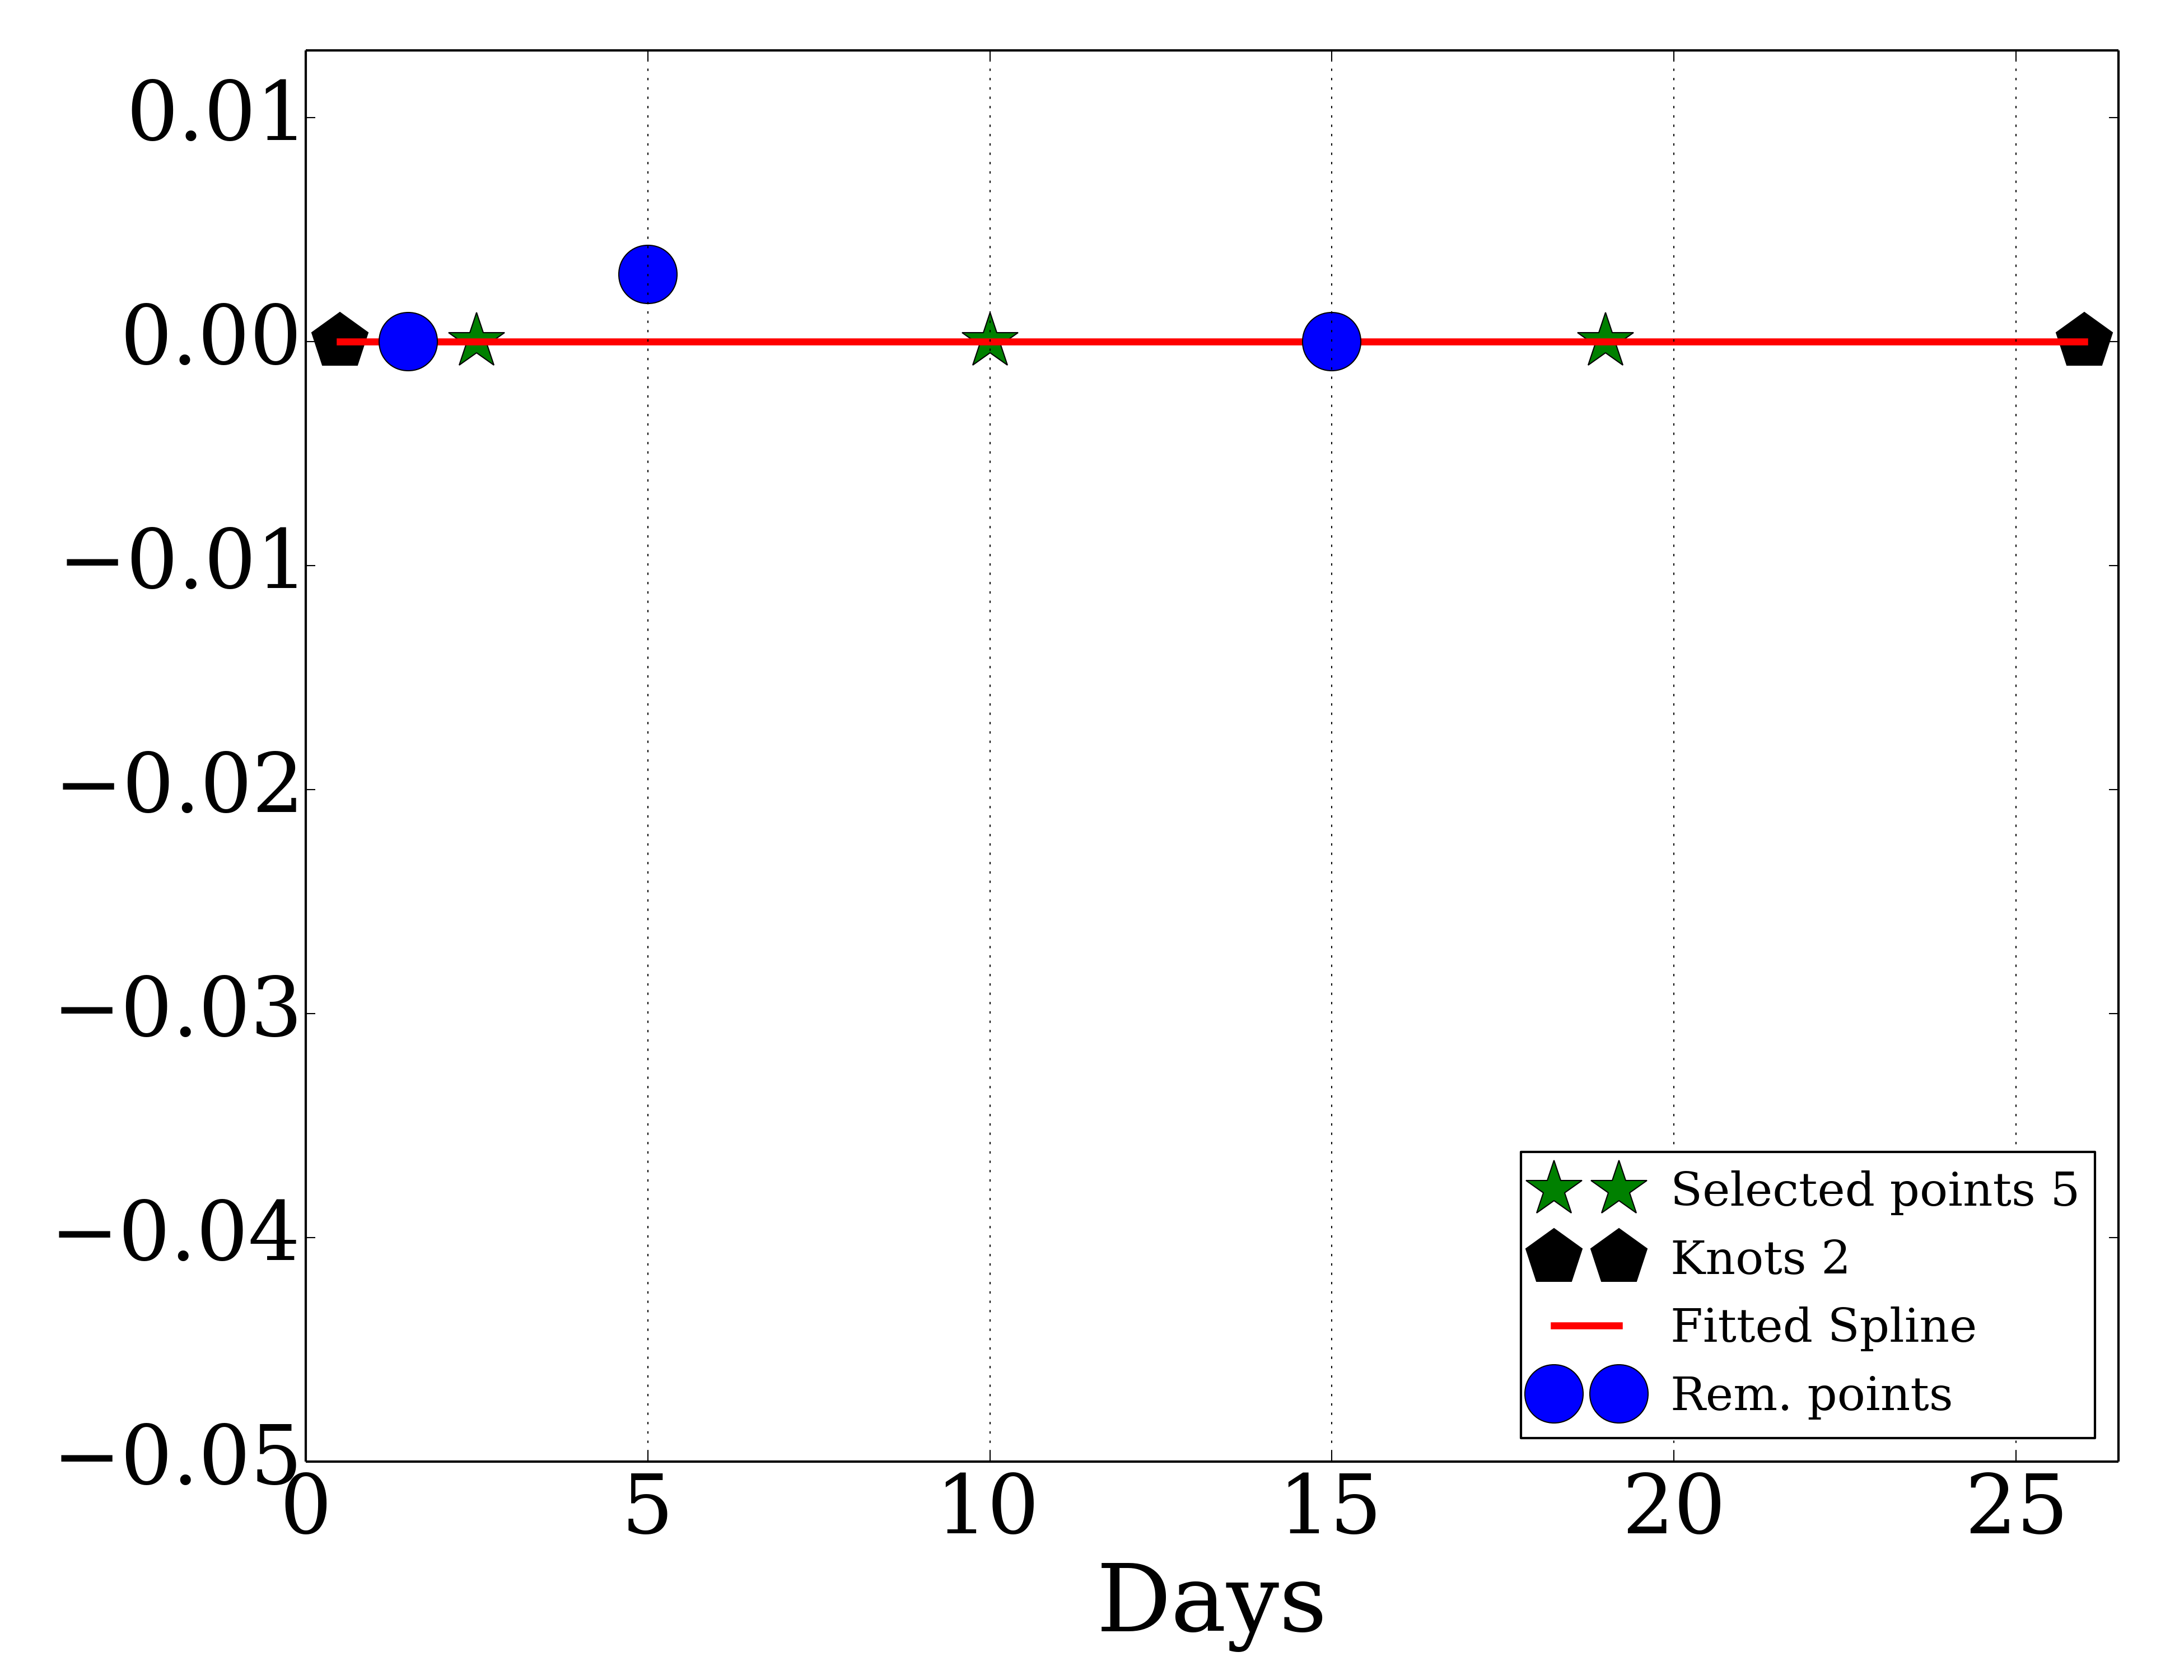 0.01
0.00
−0.01
−0.02
−0.03
−0.04
−0.05
0 5 10 15 20 25
Days
Selected points 5
Knots 2
Fitted Spline
Rem. points